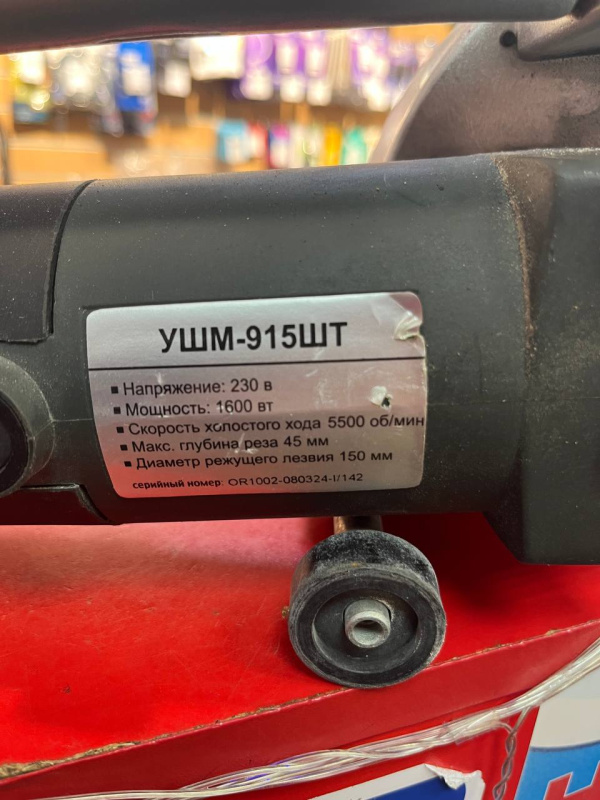 УШМ-915ШТ
▪ Напряжение: 230 в
▪ Мощность: 1600 вт
▪ Скорость холостого хода 5500 об/мин
▪ Макс. глубина реза 45 мм
▪ Диаметр режущего лезвия 150 мм
серийный номер: OR1002-080324-I/142